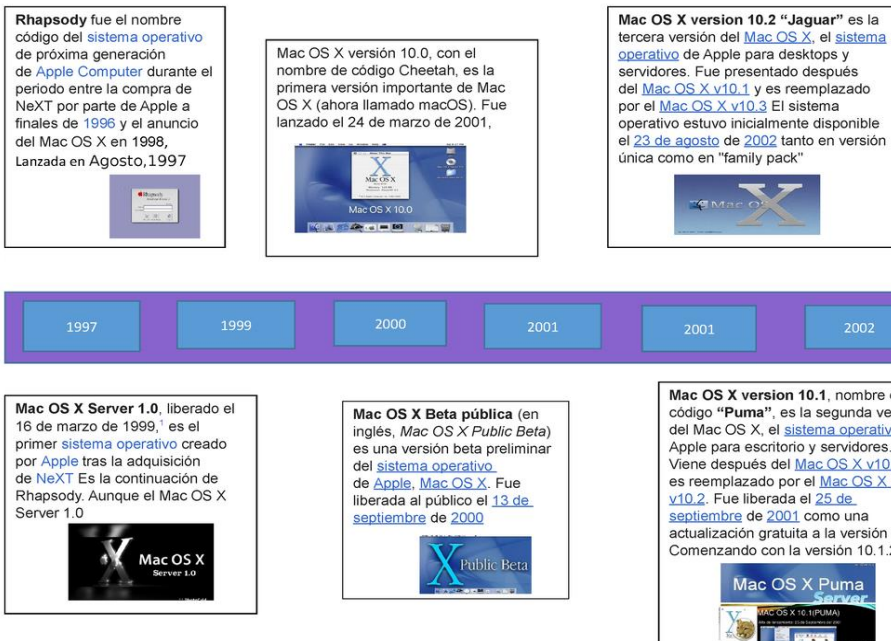 Rhapsody fue el nombre
código del sistema operativo
de próxima generación
de Apple Computer durante el
periodo entre la compra de
NeXT por parte de Apple a
finales de 1996 y el anuncio
del Mac OS X en 1998,
Lanzada en Agosto,1997
Rhapsody
Mac OS X versión 10.0, con el
nombre de código Cheetah, es la
primera versión importante de Mac
OS X (ahora llamado macOS). Fue
lanzado el 24 de marzo de 2001,
Mac OS X
Mac OS X 10.0
Mac OS X version 10.2 “Jaguar” es la
tercera versión del Mac OS X, el sistema
operativo de Apple para desktops y
servidores. Fue presentado después
del Mac OS X v10.1 y es reemplazado
por el Mac OS X v10.3 El sistema
operativo estuvo inicialmente disponible
el 23 de agosto de 2002 tanto en versión
única como en "family pack"
Mac OS
X
1997
1999
2000
2001
2001
2002
Mac OS X Server 1.0, liberado el
16 de marzo de 1999,¹ es el
primer sistema operativo creado
por Apple tras la adquisición
de NeXT Es la continuación de
Rhapsody. Aunque el Mac OS X
Server 1.0
X
Mac OS X
Server 1.0
Mac OS X Beta pública (en
inglés, Mac OS X Public Beta)
es una versión beta preliminar
del sistema operativo
de Apple, Mac OS X. Fue
liberada al público el 13 de
septiembre de 2000
X Public Beta
Mac OS X version 10.1, nombre
código “Puma”, es la segunda
del Mac OS X, el sistema
Apple para escritorio y servidores.
Viene después del Mac OS X
es reemplazado por el Mac OS X
v10.2. Fue liberada el 25 de
septiembre de 2001 como una
actualización gratuita a la versión
Comenzando con la versión 10.1.2
Mac OS X Puma
Server
MAC OS X 10.1(PUMA)